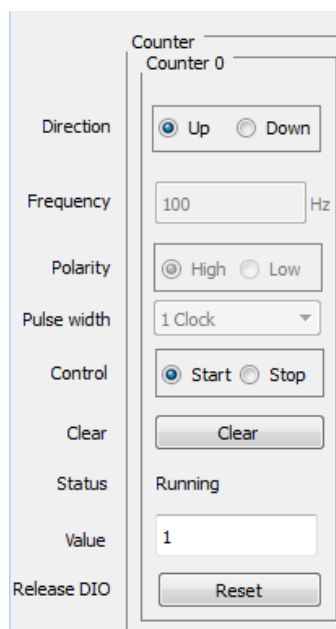 Counter
Counter 0
Direction Up Down
Frequency 100 Hz
Polarity High Low
Pulse width 1 Clock
Control Start Stop
Clear Clear
Status Running
Value 1
Release DIO Reset